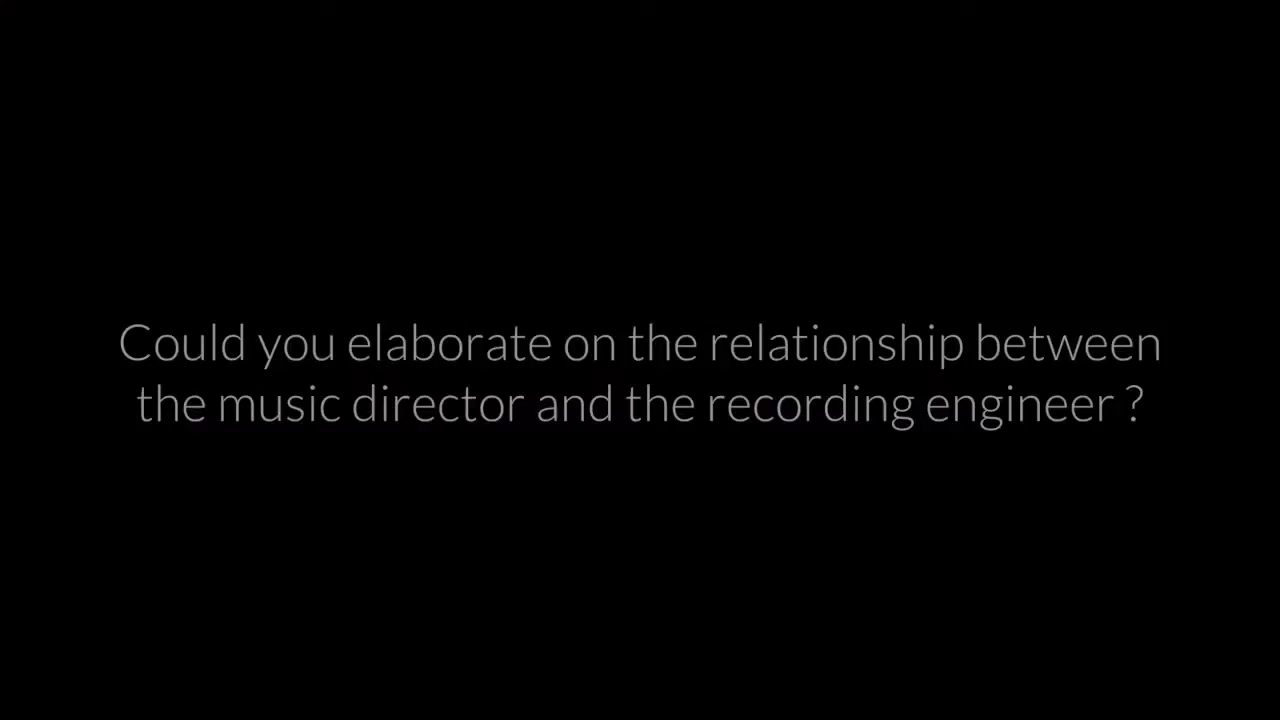 Could you elaborate on the relationship between
the music director and the recording engineer ?